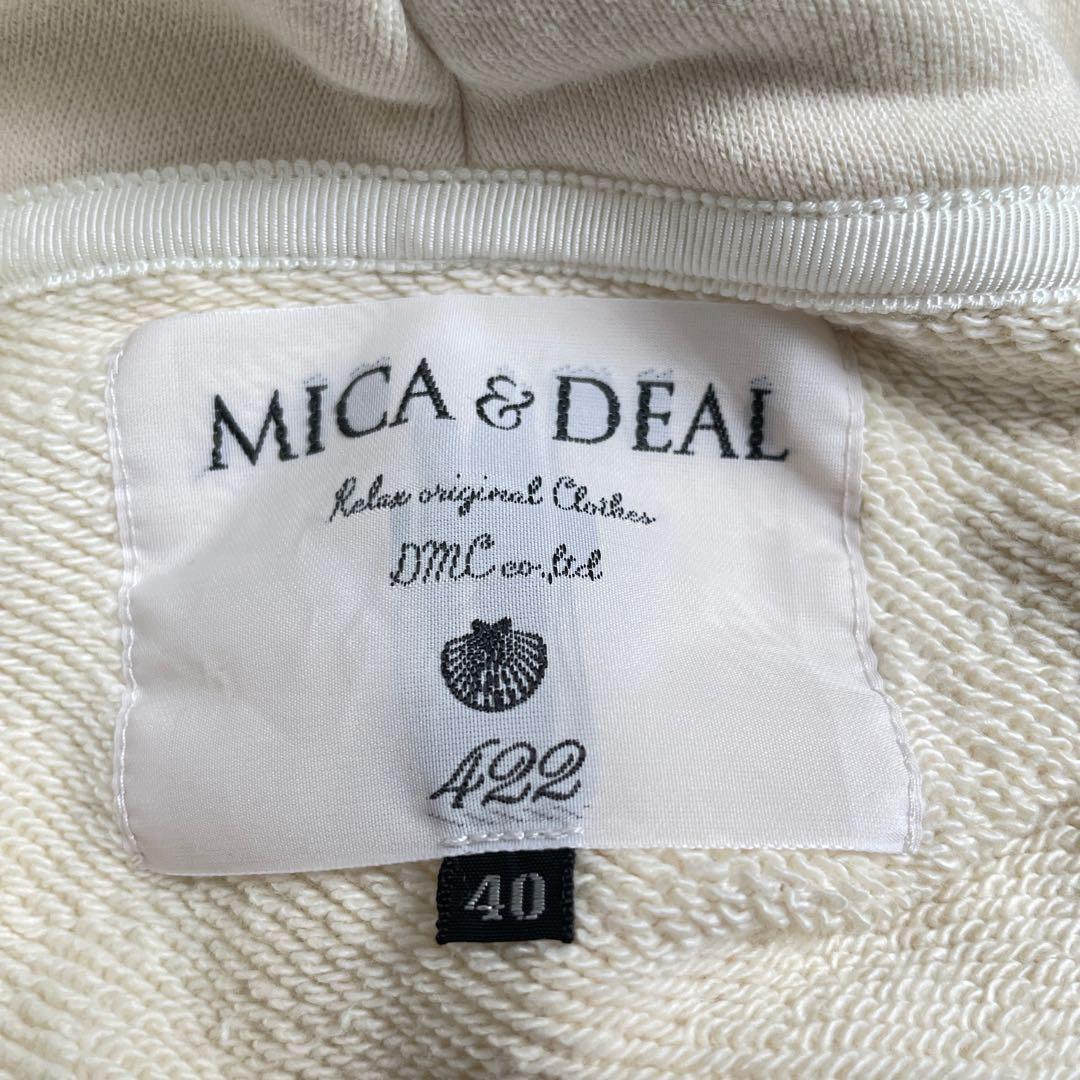 MICA & DEAL
Relax original Clothes
DMC co.,ltd
422
40